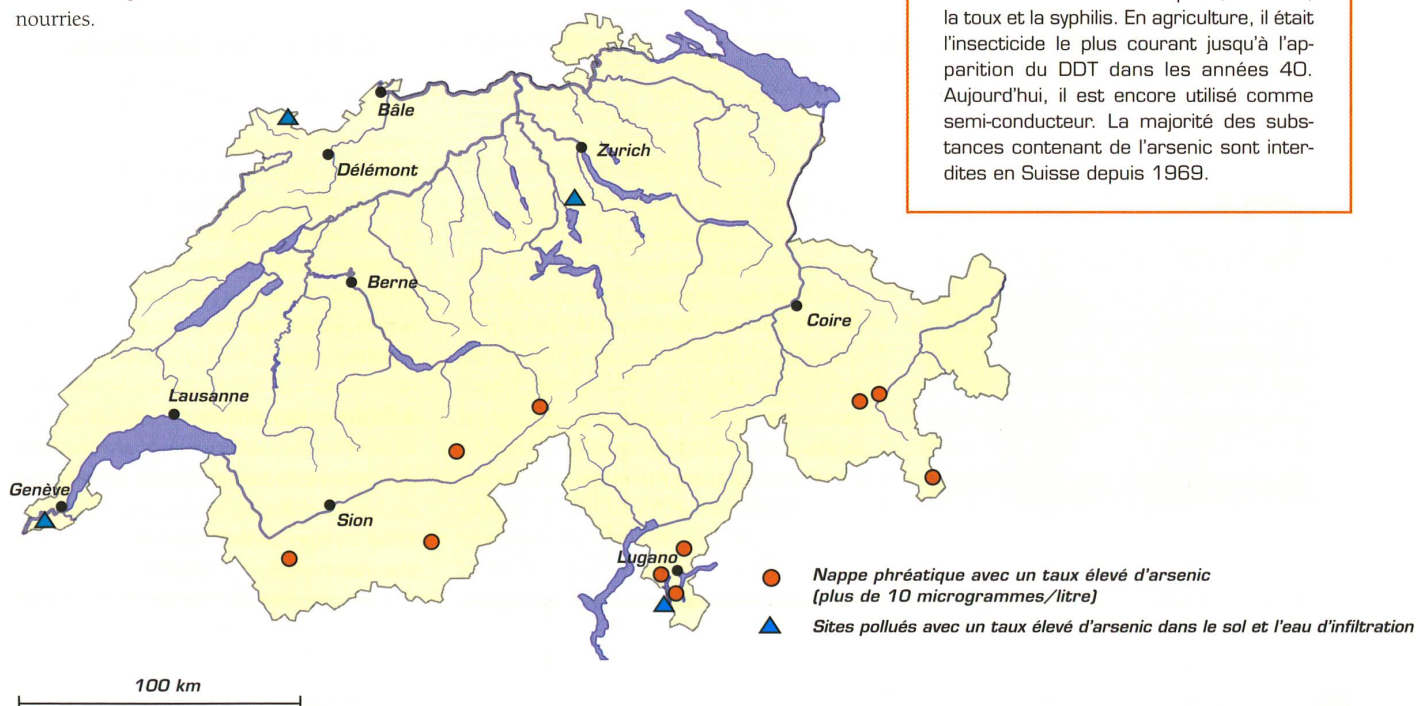 nourries.
la toux et la syphilis. En agriculture, il était
l'insecticide le plus courant jusqu'à l'ap-
parition du DDT dans les années 40.
Aujourd'hui, il est encore utilisé comme
semi-conducteur. La majorité des subs-
tances contenant de l'arsenic sont inter-
dites en Suisse depuis 1969.
Bâle
Délémont
Zurich
Berne
Coire
Lausanne
Genève
Sion
Lugano
Nappe phréatique avec un taux élevé d'arsenic
(plus de 10 microgrammes/litre)
Sites pollués avec un taux élevé d'arsenic dans le sol et l'eau d'infiltration
100 km